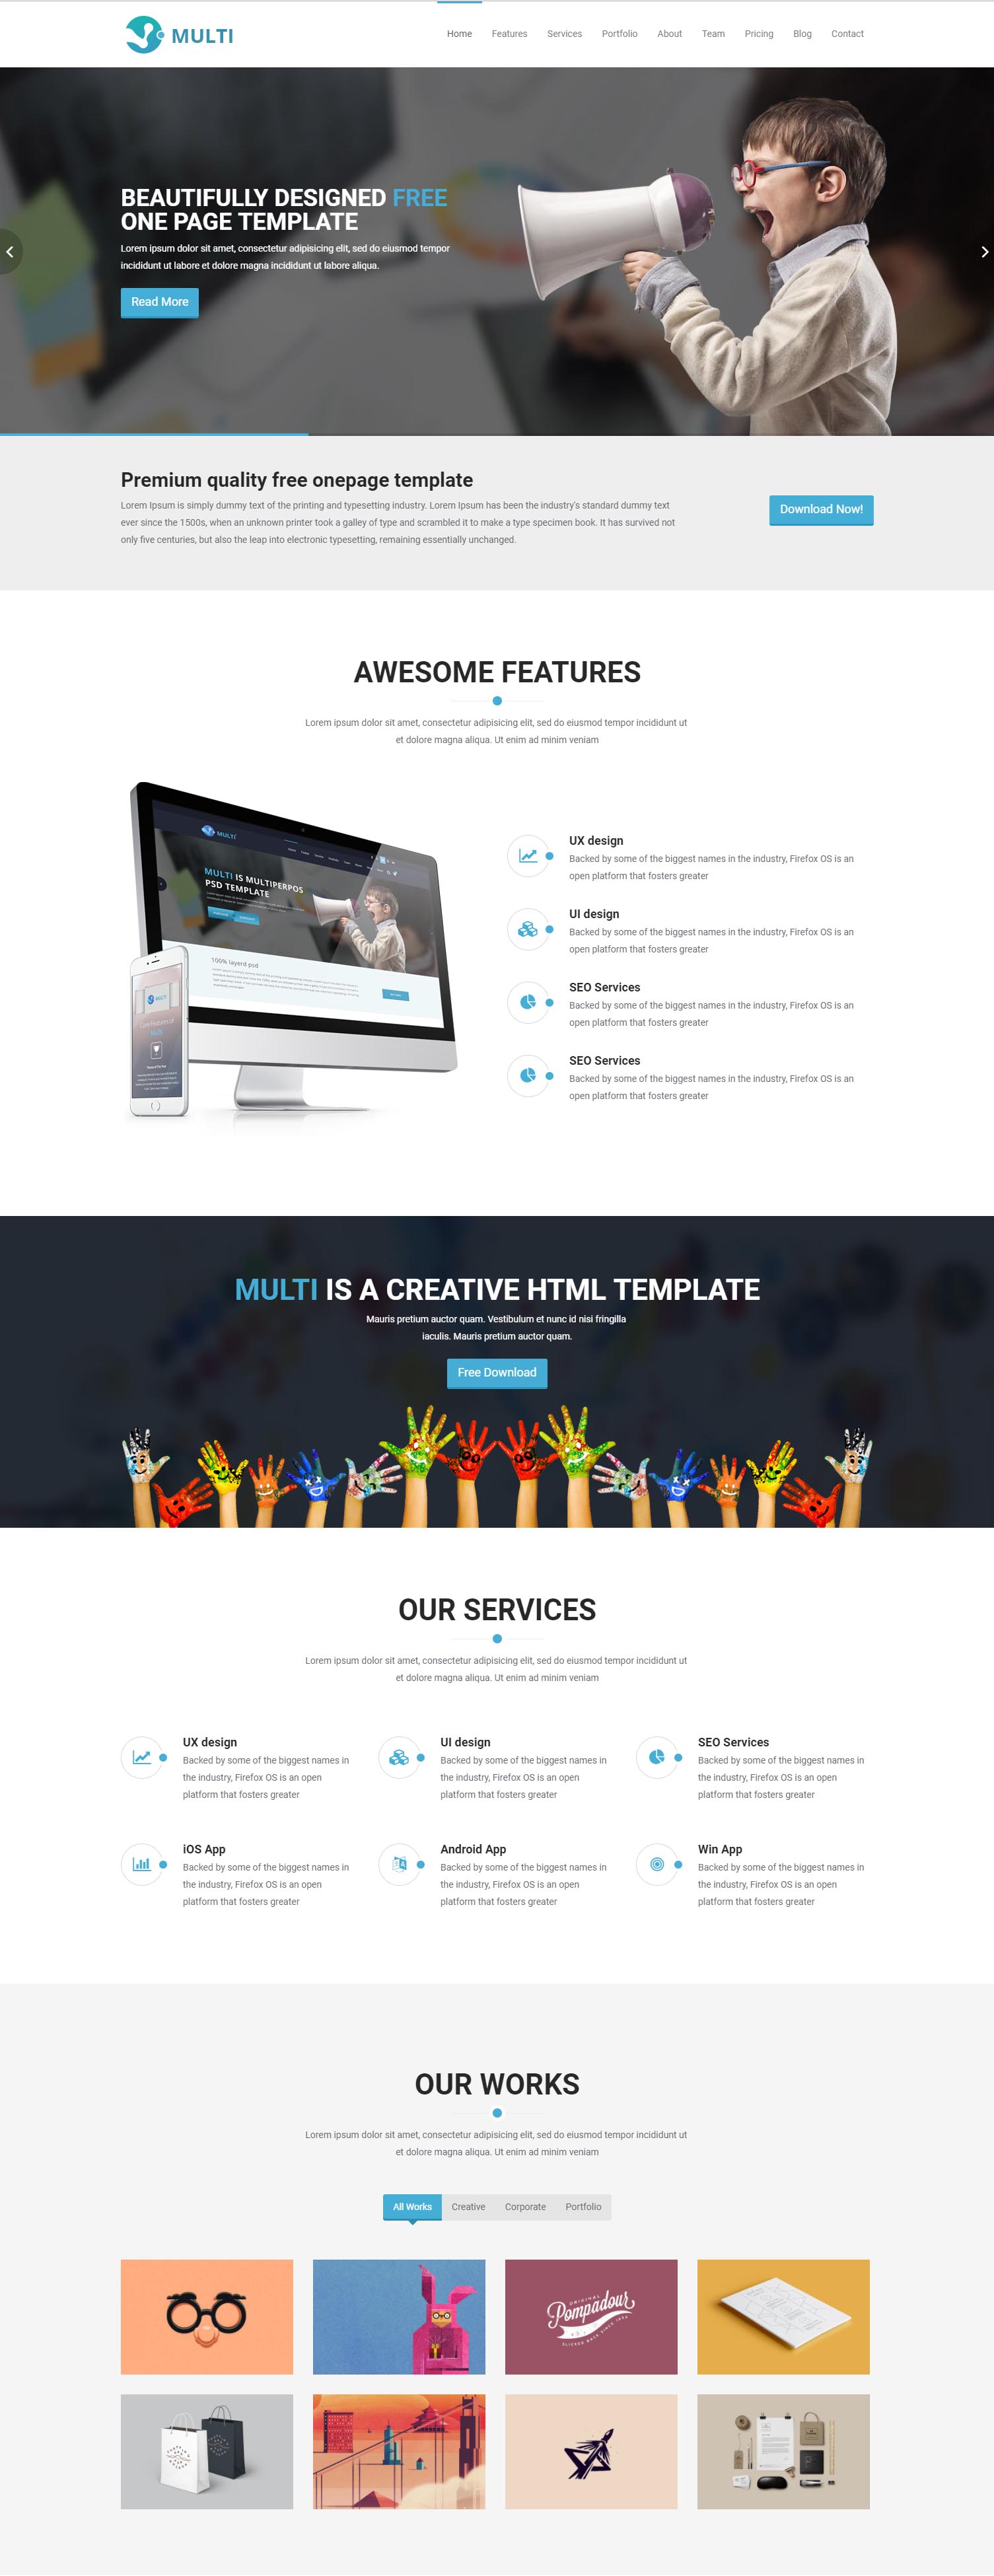 MULTI
Home Features Services Portfolio About Team Pricing Blog Contact
BEAUTIFULLY DESIGNED FREE
ONE PAGE TEMPLATE
Lorem ipsum dolor sit amet, consectetur adipisicing elit, sed do eiusmod tempor
incididunt ut labore et dolore magna incididunt ut labore aliqua.
Read More
Premium quality free onepage template
Lorem Ipsum is simply dummy text of the printing and typesetting industry. Lorem Ipsum has been the industry's standard dummy text
ever since the 1500s, when an unknown printer took a galley of type and scrambled it to make a type specimen book. It has survived not
only five centuries, but also the leap into electronic typesetting, remaining essentially unchanged.
Download Now!
AWESOME FEATURES
Lorem ipsum dolor sit amet, consectetur adipisicing elit, sed do eiusmod tempor incididunt ut
et dolore magna aliqua. Ut enim ad minim veniam
MULTI
MULTI IS MULTIPERPOS
PSD TEMPLATE
100% layerd psd
MULTI
UX design
Backed by some of the biggest names in the industry, Firefox OS is an
open platform that fosters greater
UI design
Backed by some of the biggest names in the industry, Firefox OS is an
open platform that fosters greater
SEO Services
Backed by some of the biggest names in the industry, Firefox OS is an
open platform that fosters greater
SEO Services
Backed by some of the biggest names in the industry, Firefox OS is an
open platform that fosters greater
MULTI IS A CREATIVE HTML TEMPLATE
Mauris pretium auctor quam. Vestibulum et nunc id nisi fringilla
iaculis. Mauris pretium auctor quam.
Free Download
OUR SERVICES
Lorem ipsum dolor sit amet, consectetur adipisicing elit, sed do eiusmod tempor incididunt ut
et dolore magna aliqua. Ut enim ad minim veniam
UX design
Backed by some of the biggest names in
the industry, Firefox OS is an open
platform that fosters greater
UI design
Backed by some of the biggest names in
the industry, Firefox OS is an open
platform that fosters greater
SEO Services
Backed by some of the biggest names in
the industry, Firefox OS is an open
platform that fosters greater
iOS App
Backed by some of the biggest names in
the industry, Firefox OS is an open
platform that fosters greater
Android App
Backed by some of the biggest names in
the industry, Firefox OS is an open
platform that fosters greater
Win App
Backed by some of the biggest names in
the industry, Firefox OS is an open
platform that fosters greater
OUR WORKS
Lorem ipsum dolor sit amet, consectetur adipisicing elit, sed do eiusmod tempor incididunt ut
et dolore magna aliqua. Ut enim ad minim veniam
All Works Creative Corporate Portfolio
ORIGINAL
Pompadour